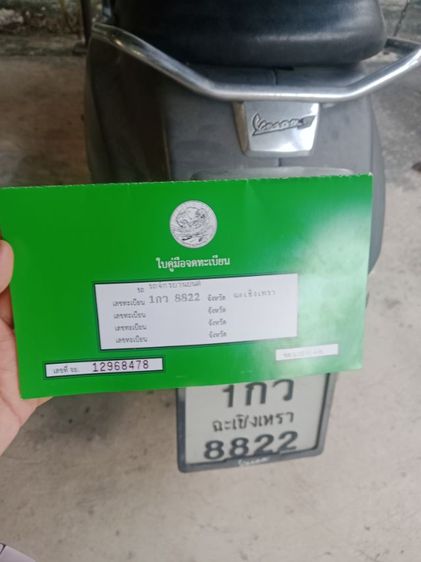 Vespa
ใบคู่มือจดทะเบียน
รถ รถจักรยานยนต์
เลขทะเบียน 1กว 8822 จังหวัด ฉะเชิงเทรา
เลขทะเบียน จังหวัด
เลขทะเบียน จังหวัด
เลขทะเบียน จังหวัด
เลขที่ จย. 12968478
1กว
ฉะเชิงเทรา
8822